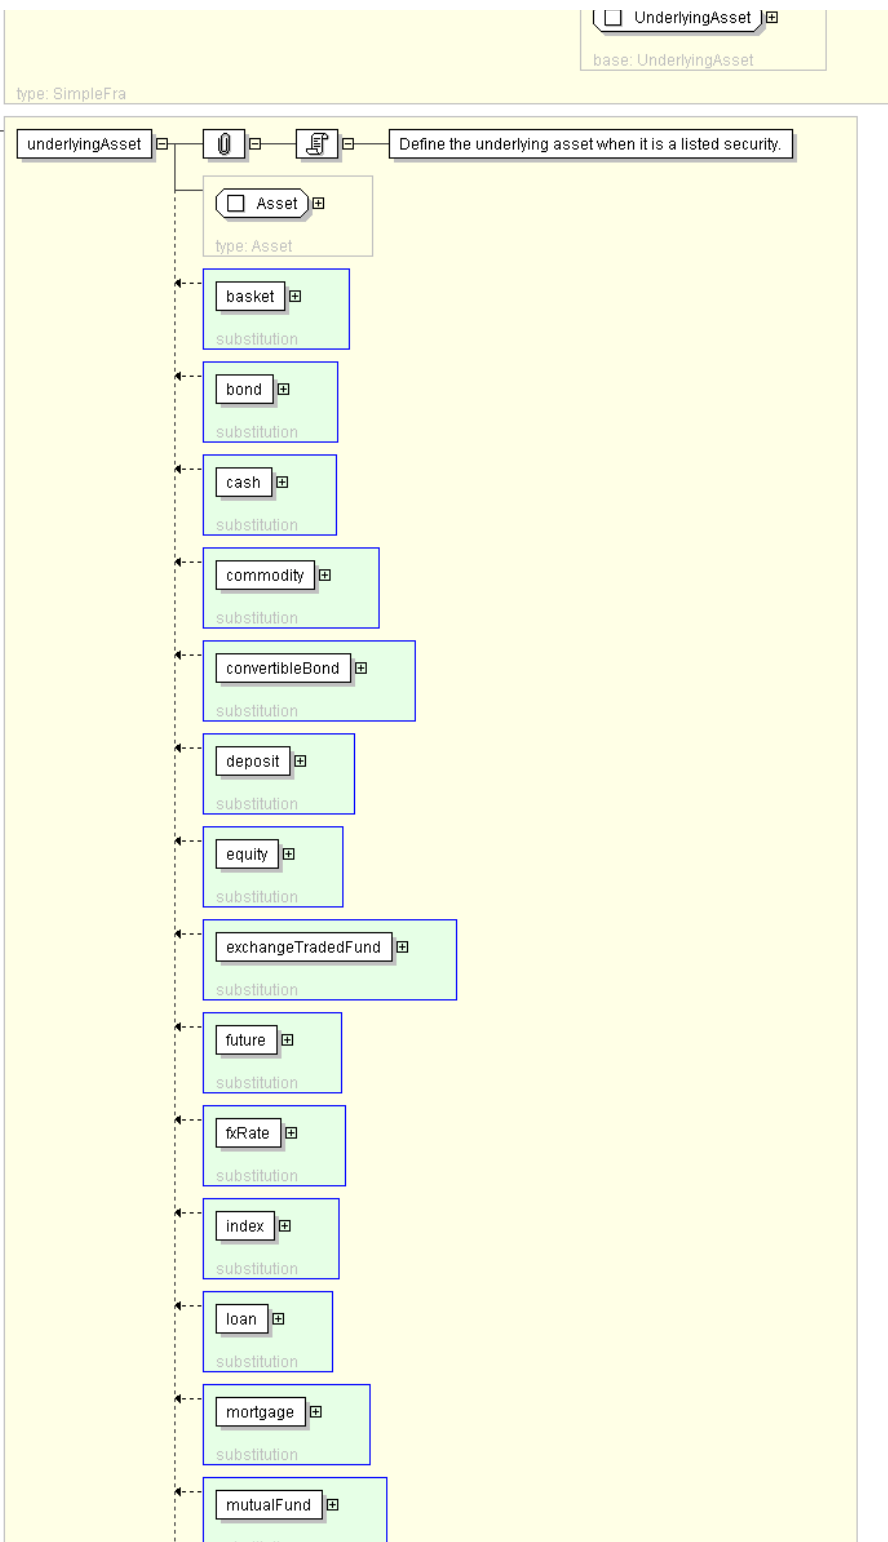 UnderlyingAsset
base: UnderlyingAsset
type: SimpleFra
underlyingAsset
Define the underlying asset when it is a listed security.
Asset
type: Asset
basket
substitution
bond
substitution
cash
substitution
commodity
substitution
convertibleBond
substitution
deposit
substitution
equity
substitution
exchangeTradedFund
substitution
future
substitution
fxRate
substitution
index
substitution
loan
substitution
mortgage
substitution
mutualFund